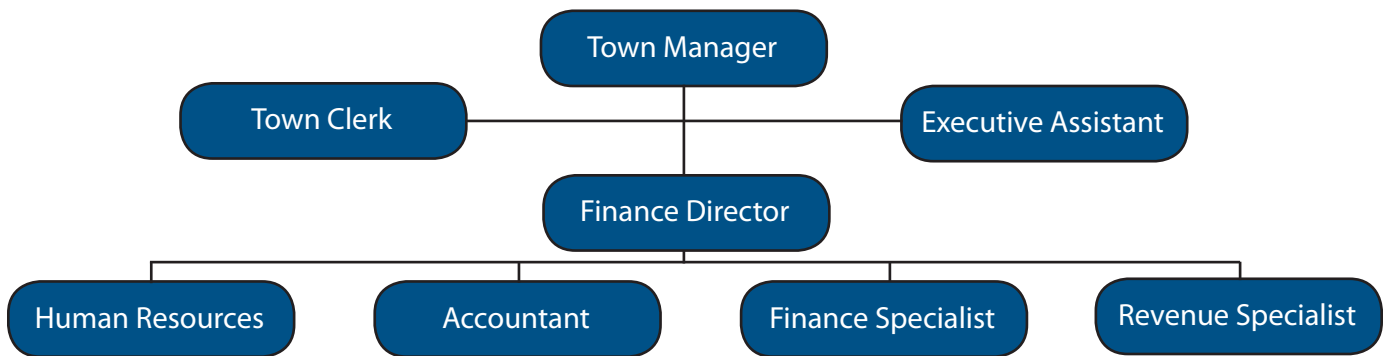 Town Manager
Town Clerk
Executive Assistant
Finance Director
Human Resources
Accountant
Finance Specialist
Revenue Specialist